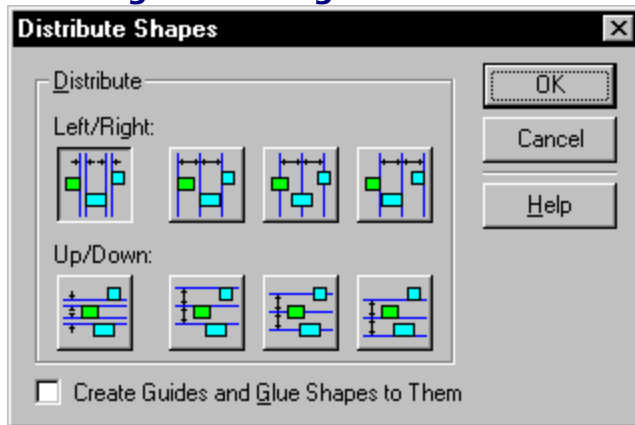 Distribute Shapes
Distribute
OK
Left/Right:
Cancel
Help
Up/Down:
Create Guides and Glue Shapes to Them